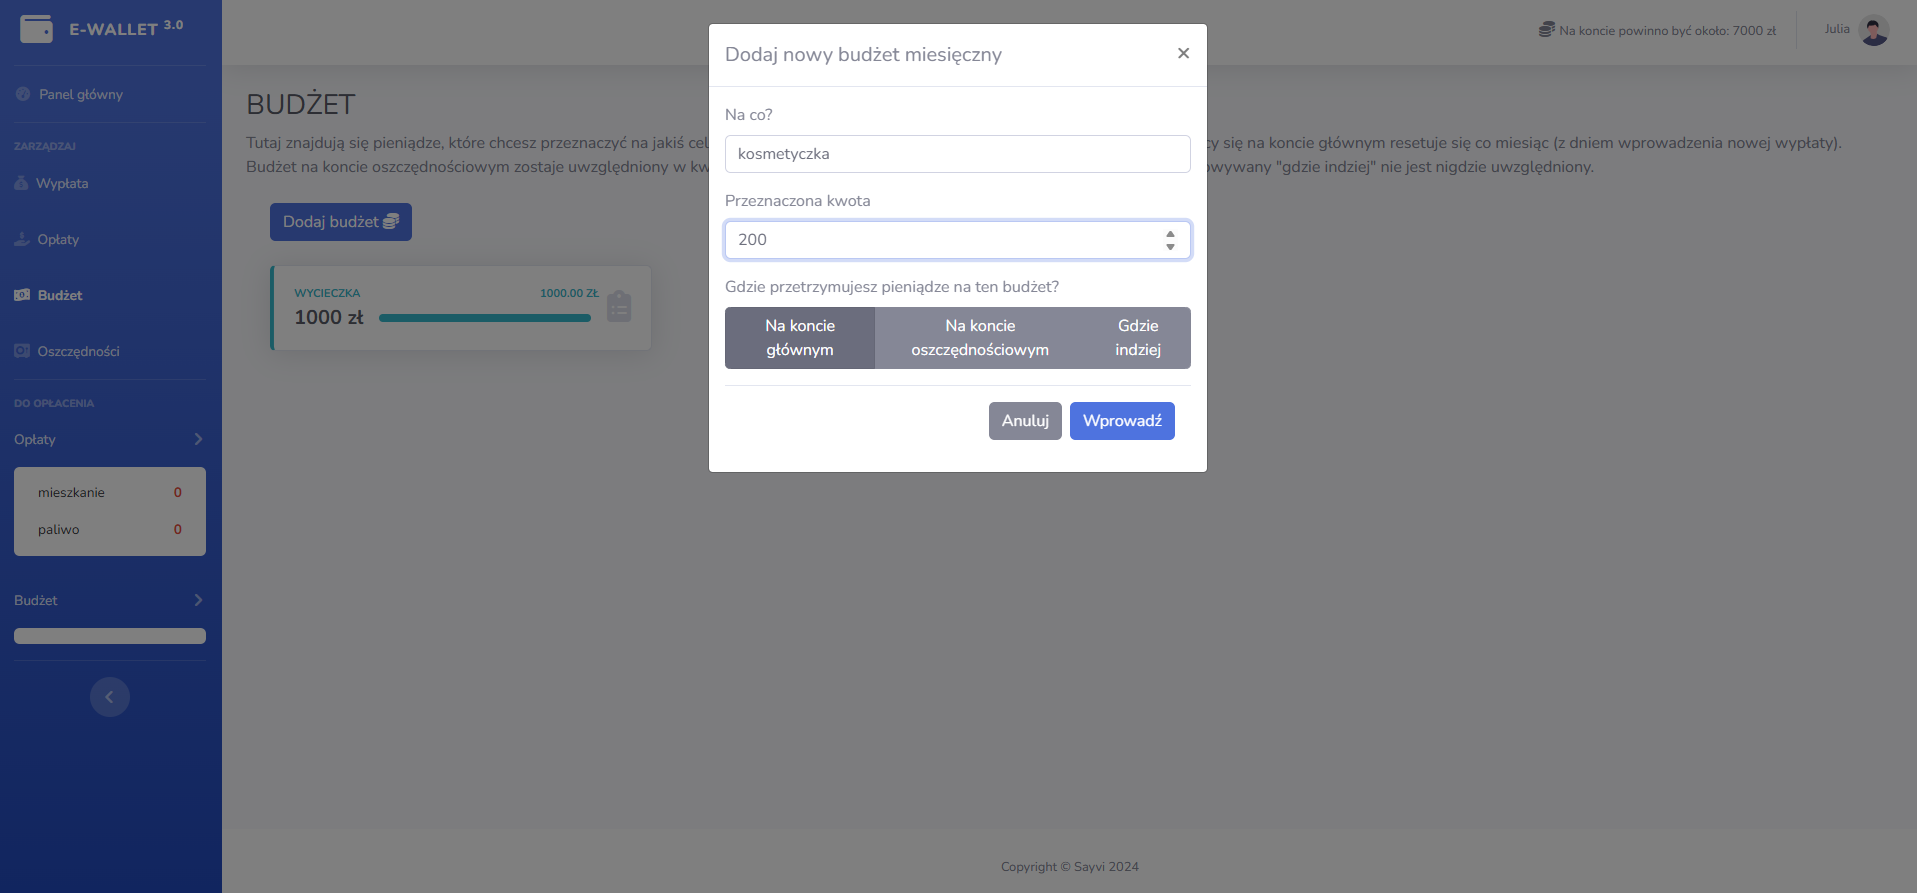 E-WALLET 3.0
Panel główny
ZARZĄDZAJ
Wypłata
Opłaty
Budżet
Oszczędności
DO OPŁACENIA
Opłaty
mieszkanie 0
paliwo 0
Budżet
Na koncie powinno być około: 7000 zł
Julia
BUDŻET
Tutaj znajdują się pieniądze, które chcesz przeznaczyć na jakiś cel
cy się na koncie głównym resetuje się co miesiąc (z dniem wprowadzenia nowej wypłaty).
Budżet na koncie oszczędnościowym zostaje uwzględniony w kw
owywany "gdzie indziej" nie jest nigdzie uwzględniony.
Dodaj budżet
WYCIECZKA 1000.00 ZŁ
1000 zł
Dodaj nowy budżet miesięczny ×
Na co?
kosmetyczka
Przeznaczona kwota
200
Gdzie przetrzymujesz pieniądze na ten budżet?
Na koncie
głównym
Na koncie
oszczędnościowym
Gdzie
indziej
Anuluj Wprowadź
Copyright © Sayvi 2024